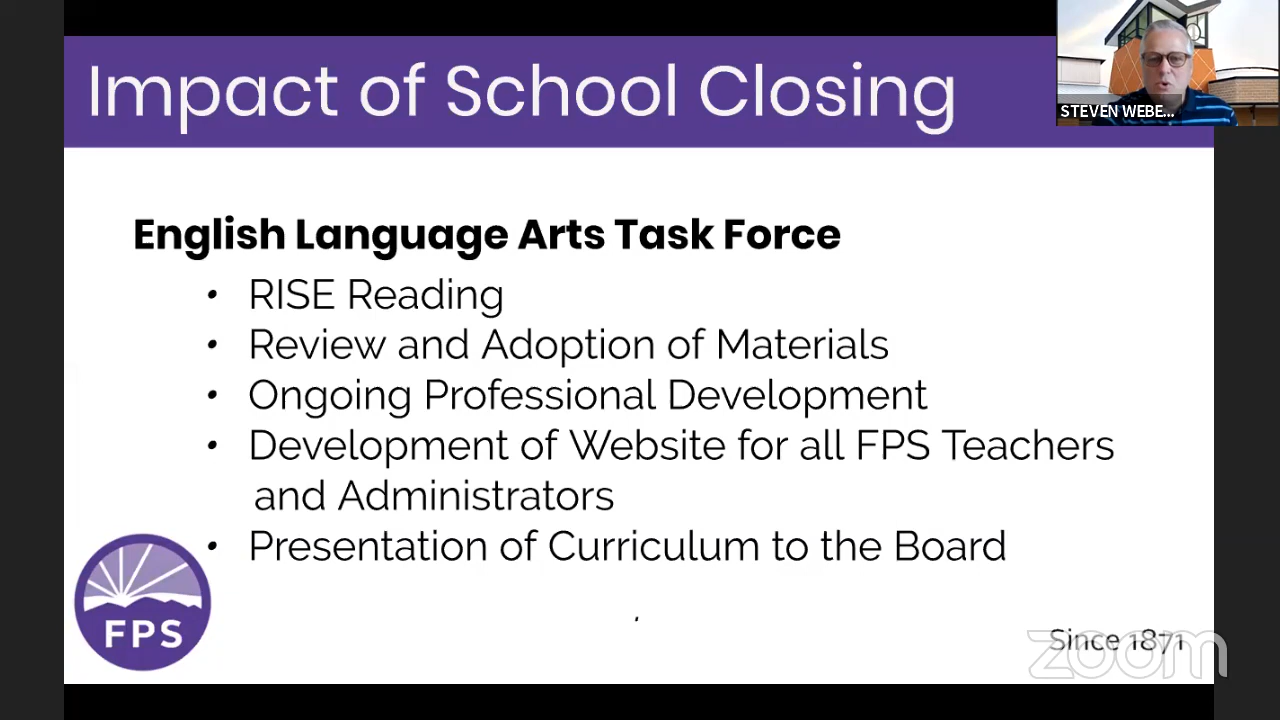 Impact of School Closing
STEVEN WEBE...
English Language Arts Task Force
• RISE Reading
• Review and Adoption of Materials
• Ongoing Professional Development
• Development of Website for all FPS Teachers
and Administrators
• Presentation of Curriculum to the Board
FPS
Since 1871
zoom